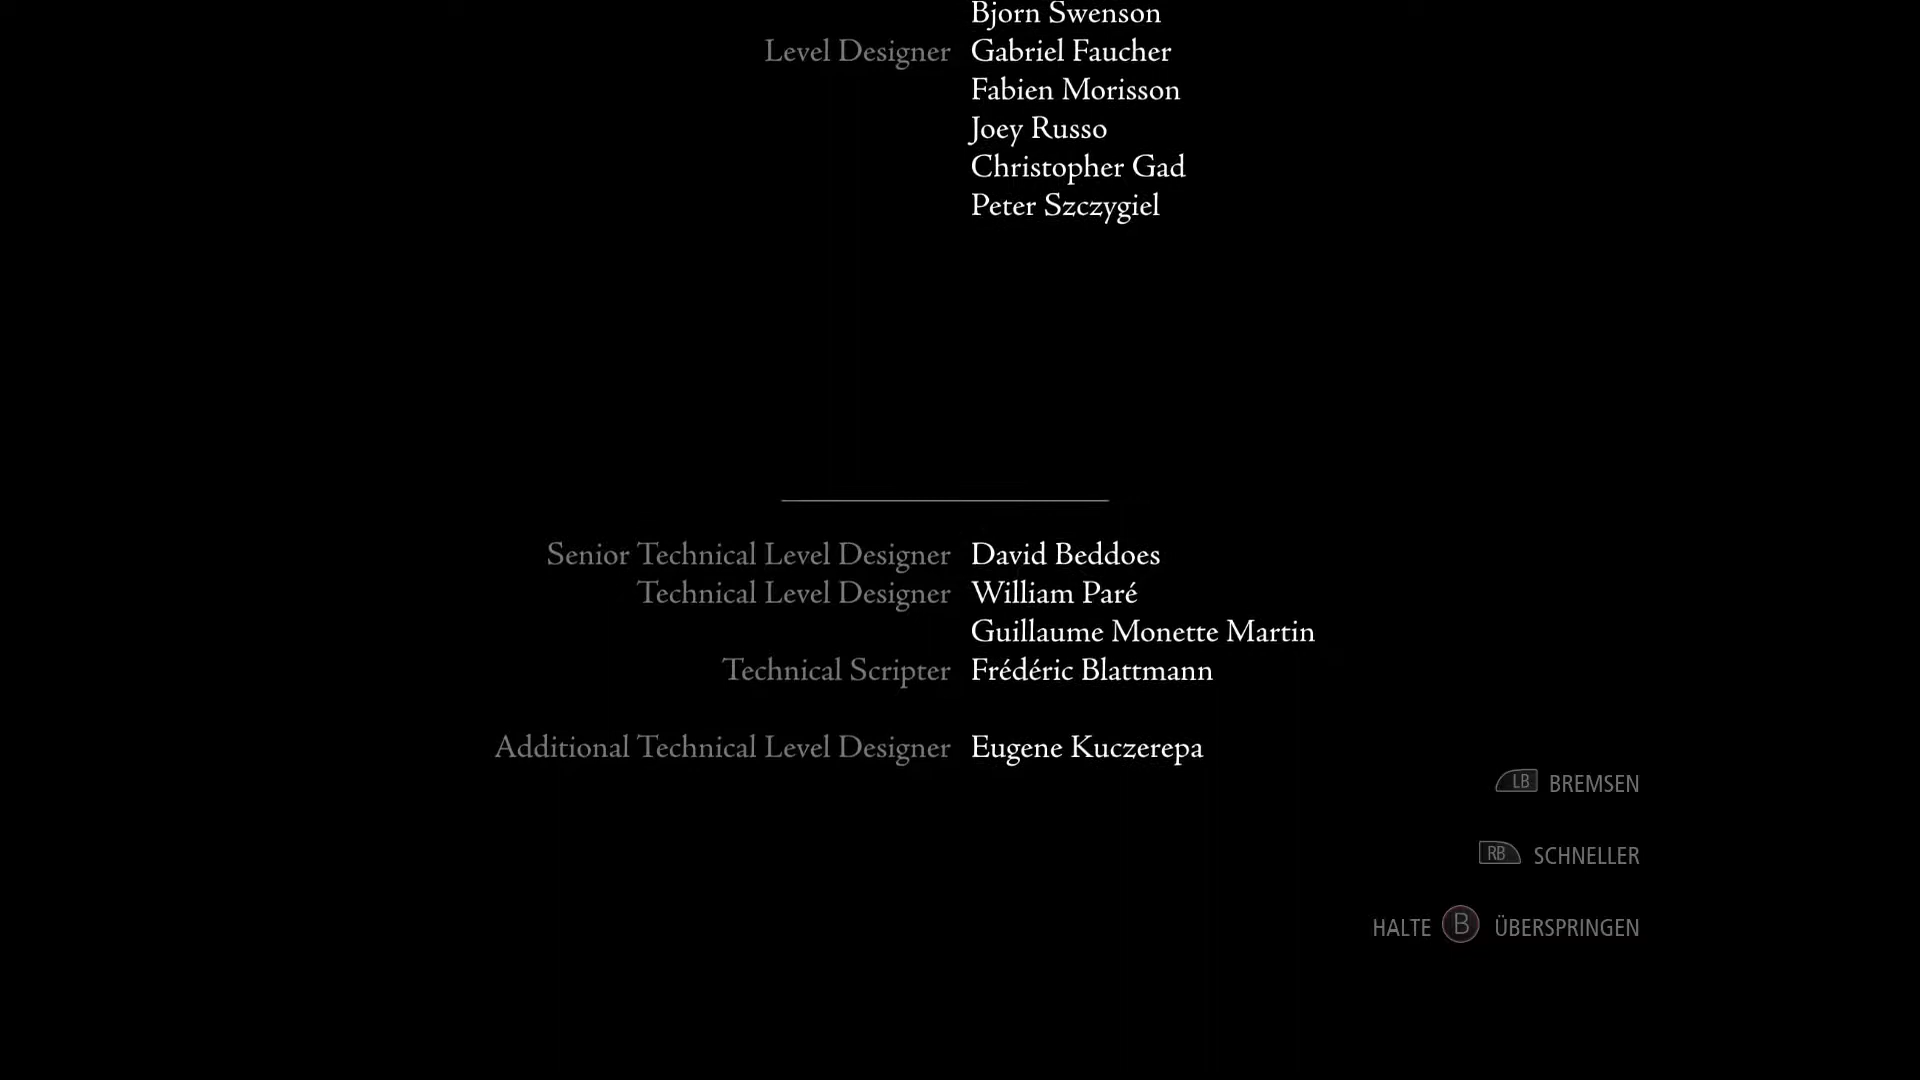 Bjorn Swenson
Level Designer Gabriel Faucher
Fabien Morisson
Joey Russo
Christopher Gad
Peter Szczygiel
Senior Technical Level Designer David Beddoes
Technical Level Designer William Paré
Guillaume Monette Martin
Technical Scripter Frédéric Blattmann
Additional Technical Level Designer Eugene Kuczerepa
LB BREMSEN
RB SCHNELLER
HALTE B ÜBERSPRINGEN